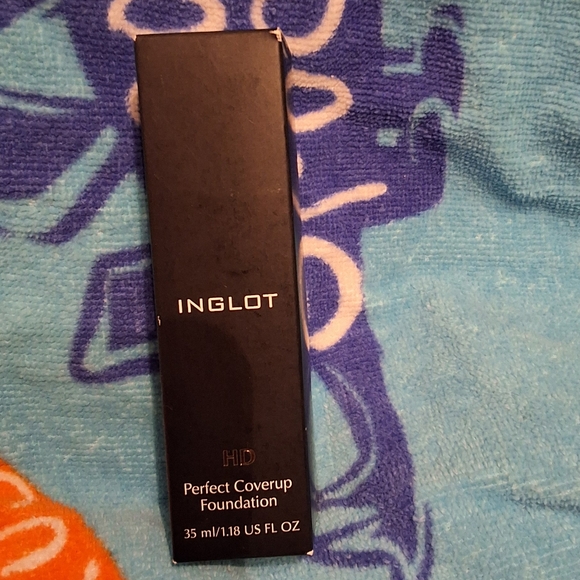 INGLOT
HD
Perfect Coverup
Foundation
35 ml/1.18 US FL OZ